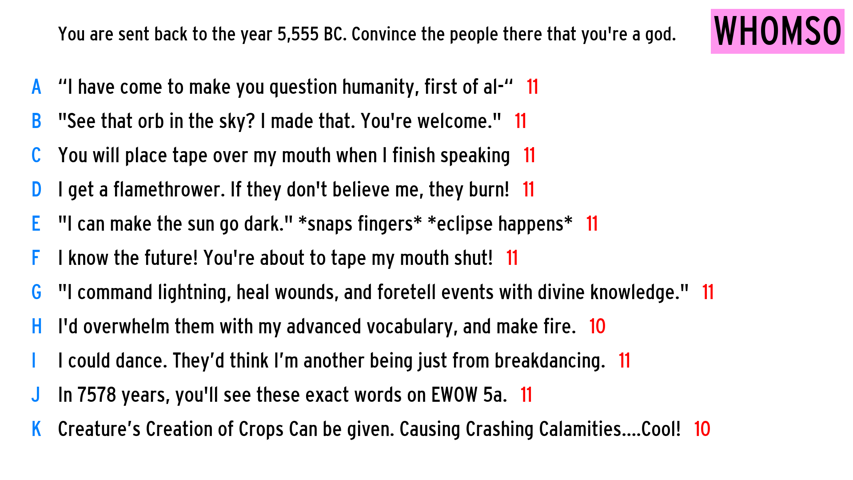 You are sent back to the year 5,555 BC. Convince the people there that you're a god.
WHOMSO
A “I have come to make you question humanity, first of al-“ 11
B "See that orb in the sky? I made that. You're welcome." 11
C You will place tape over my mouth when I finish speaking 11
D I get a flamethrower. If they don't believe me, they burn! 11
E "I can make the sun go dark." *snaps fingers* *eclipse happens* 11
F I know the future! You're about to tape my mouth shut! 11
G "I command lightning, heal wounds, and foretell events with divine knowledge." 11
H I'd overwhelm them with my advanced vocabulary, and make fire. 10
I I could dance. They’d think I’m another being just from breakdancing. 11
J In 7578 years, you'll see these exact words on EWOW 5a. 11
K Creature’s Creation of Crops Can be given. Causing Crashing Calamities....Cool! 10